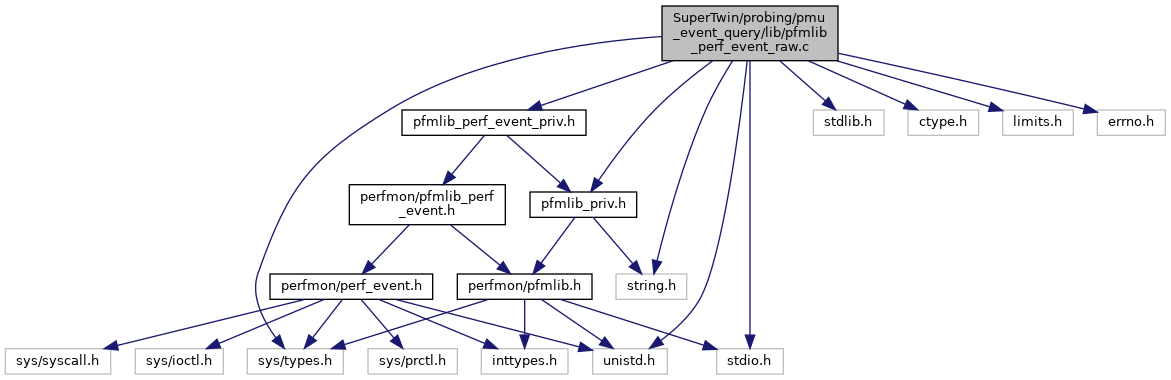 SuperTwin/probing/pmu
_event_query/lib/pfmlib
_perf_event_raw.c
pfmlib_perf_event_priv.h
stdlib.h
ctype.h
limits.h
errno.h
perfmon/pfmlib_perf
_event.h
pfmlib_priv.h
perfmon/perf_event.h
perfmon/pfmlib.h
string.h
sys/syscall.h
sys/ioctl.h
sys/types.h
sys/prctl.h
inttypes.h
unistd.h
stdio.h